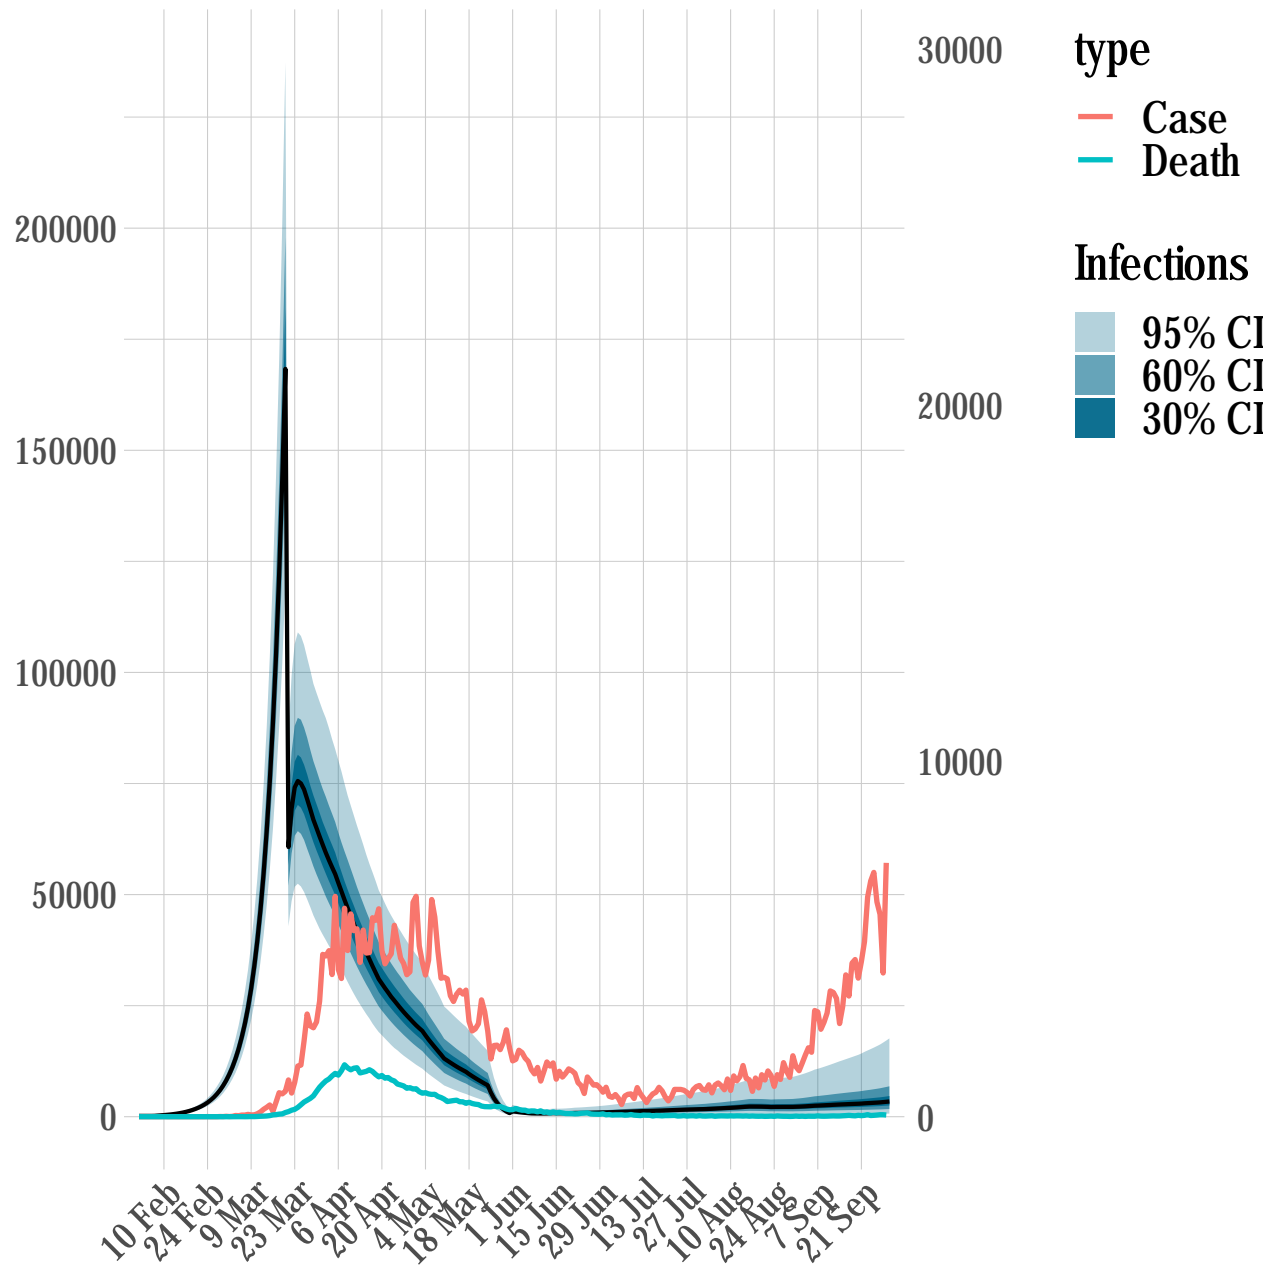 30000
20000
10000
0
200000
150000
100000
50000
0
10 Feb
24 Feb
9 Mar
23 Mar
6 Apr
20 Apr
4 May
18 May
1 Jun
15 Jun
29 Jun
13 Jul
27 Jul
10 Aug
24 Aug
7 Sep
21 Sep
type
Case
Death
Infections
95% CI
60% CI
30% CI